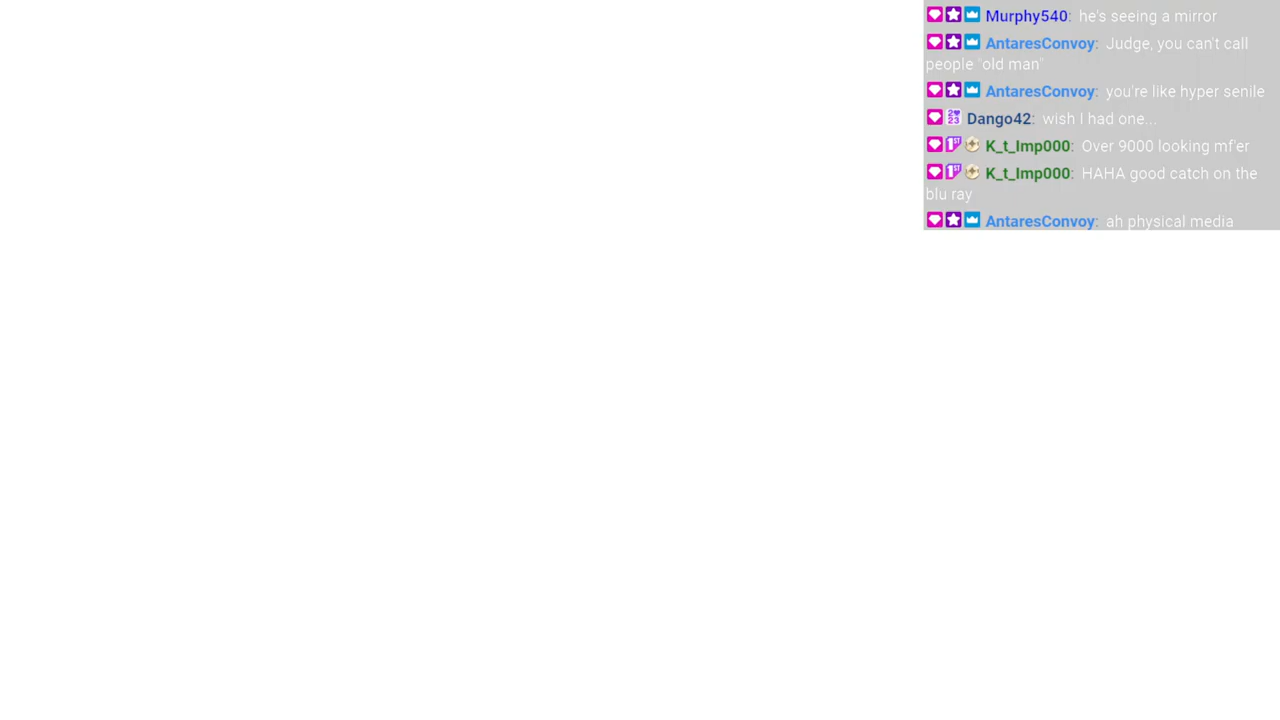 Murphy540: he's seeing a mirror
AntaresConvoy: Judge, you can't call
people "old man"
AntaresConvoy: you're like hyper senile
Dango42: wish I had one...
K_t_Imp000: Over 9000 looking mf'er
K_t_Imp000: HAHA good catch on the
blu ray
AntaresConvoy: ah physical media